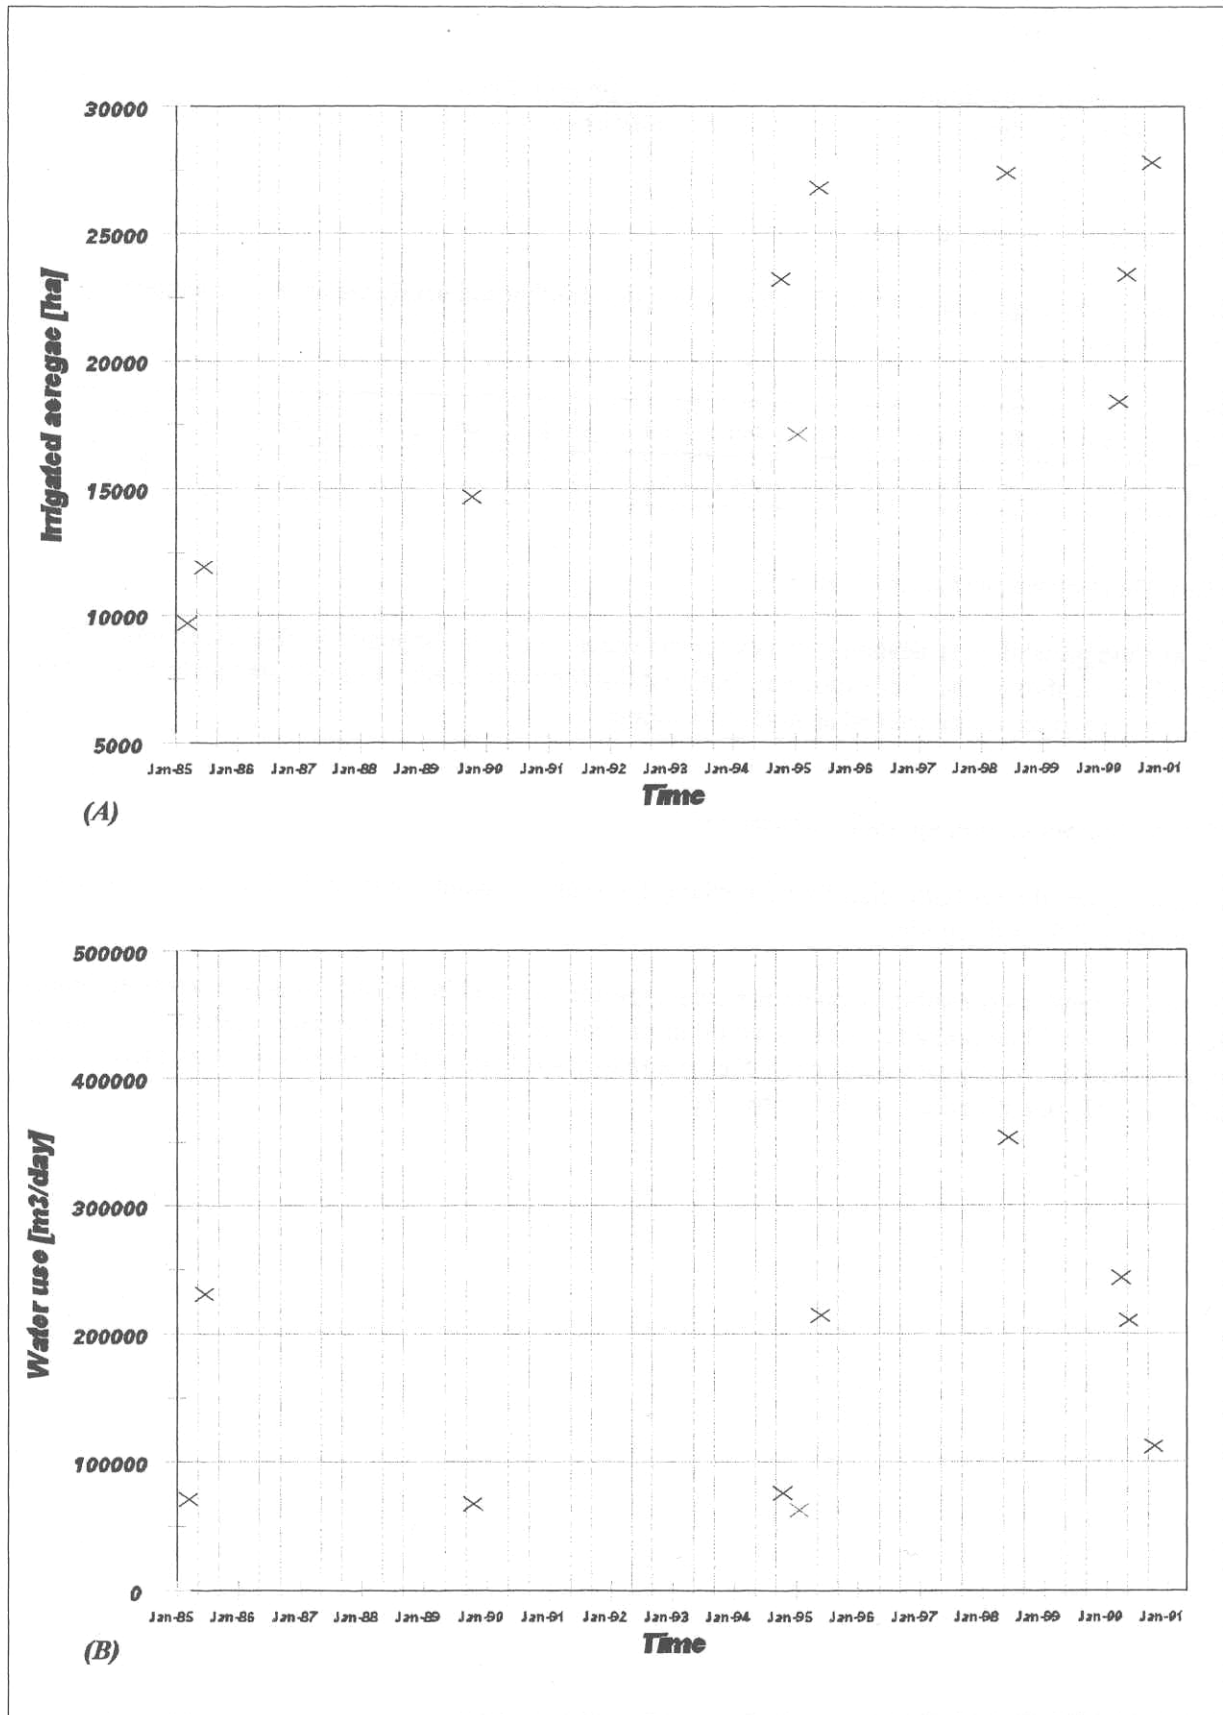 30000
25000
20000
15000
10000
5000
Irrigated aeregae [ha]
Jan-85 Jan-86 Jan-87 Jan-88 Jan-89 Jan-90 Jan-91 Jan-92 Jan-93 Jan-94 Jan-95 Jan-96 Jan-97 Jan-98 Jan-99 Jan-00 Jan-01
Time
(A)
500000
400000
300000
200000
100000
0
Water use [m3/day]
Jan-85 Jan-86 Jan-87 Jan-88 Jan-89 Jan-90 Jan-91 Jan-92 Jan-93 Jan-94 Jan-95 Jan-96 Jan-97 Jan-98 Jan-99 Jan-00 Jan-01
Time
(B)